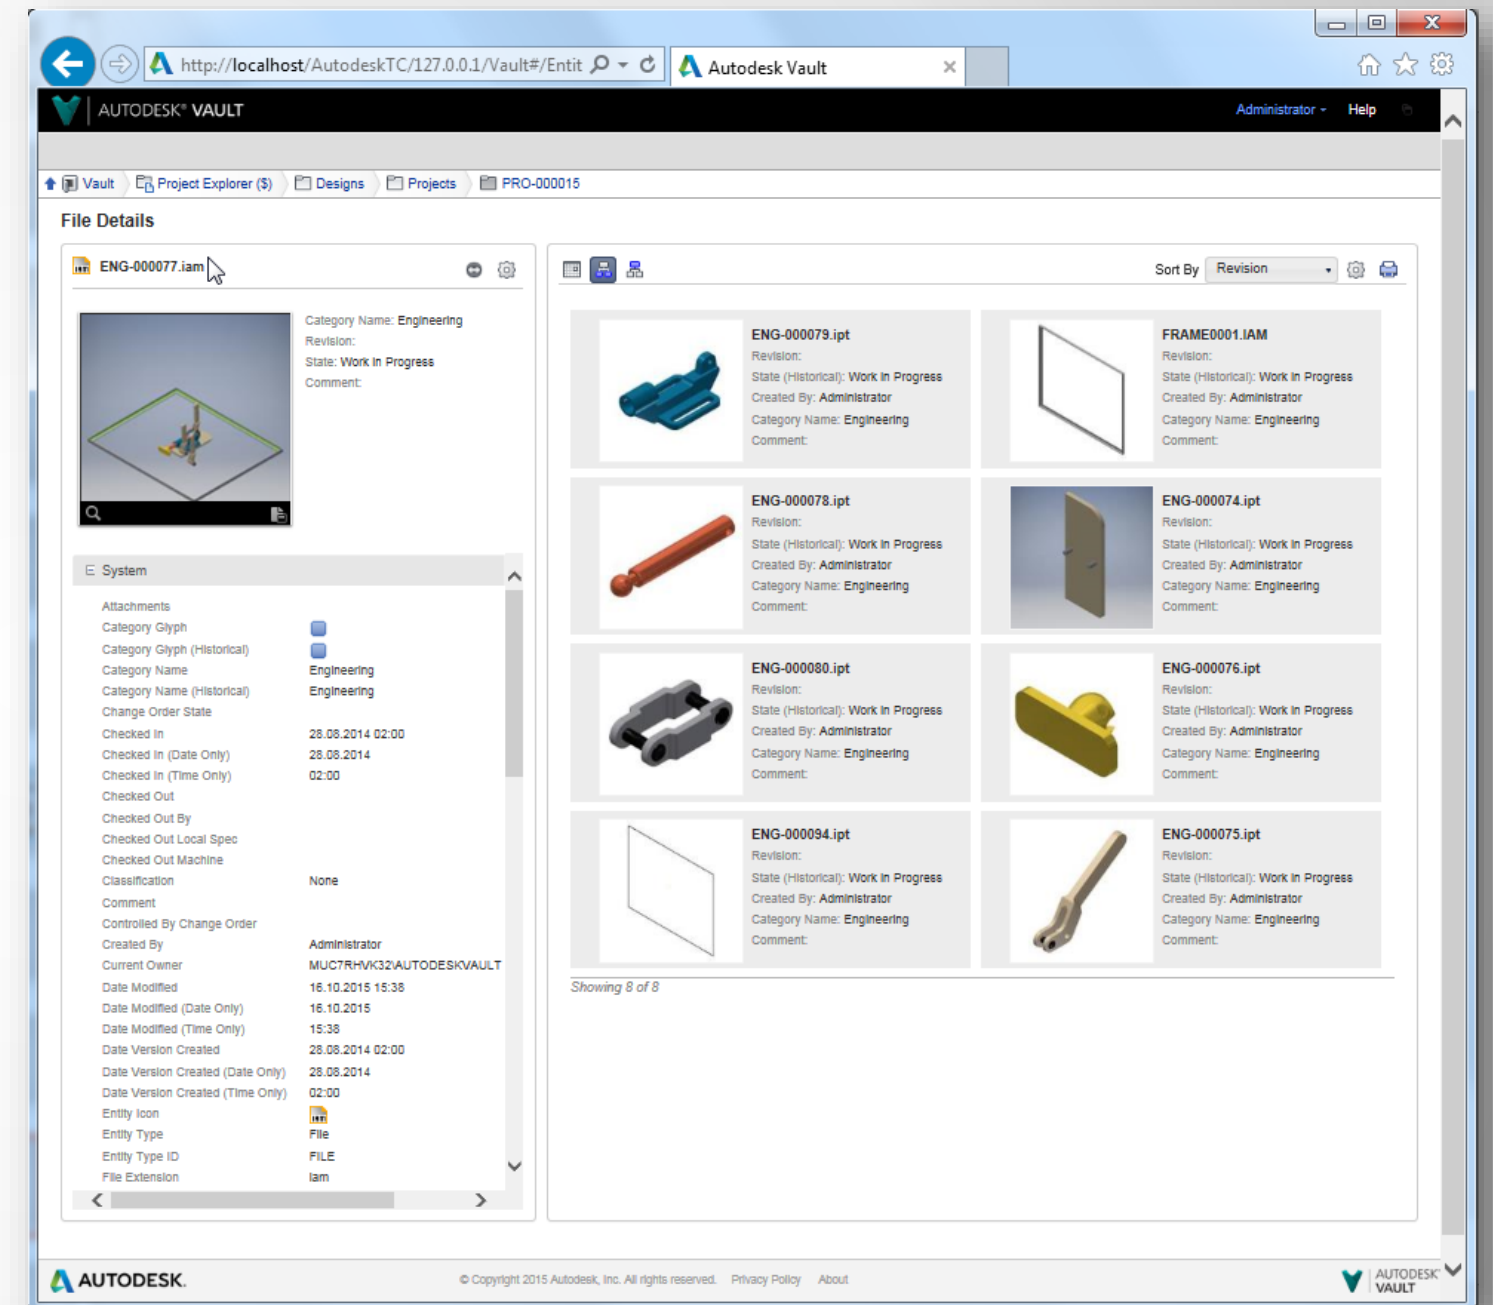 http://localhost/AutodeskTC/127.0.0.1/Vault#/Entit
Autodesk Vault
AUTODESK® VAULT
Administrator
Help
Vault
Project Explorer ($)
Designs
Projects
PRO-000015
File Details
ENG-000077.iam
Category Name: Engineering
Revision:
State: Work In Progress
Comment:
System
Attachments
Category Glyph
Category Glyph (Historical)
Category Name Engineering
Category Name (Historical) Engineering
Change Order State
Checked In 28.08.2014 02:00
Checked In (Date Only) 28.08.2014
Checked In (Time Only) 02:00
Checked Out
Checked Out By
Checked Out Local Spec
Checked Out Machine
Classification None
Comment
Controlled By Change Order
Created By Administrator
Current Owner MUC7RHVK32\AUTODESKVAULT
Date Modified 16.10.2015 15:38
Date Modified (Date Only) 16.10.2015
Date Modified (Time Only) 15:38
Date Version Created 28.08.2014 02:00
Date Version Created (Date Only) 28.08.2014
Date Version Created (Time Only) 02:00
Entity Icon
Entity Type File
Entity Type ID FILE
File Extension iam
Sort By Revision
ENG-000079.ipt
Revision:
State (Historical): Work In Progress
Created By: Administrator
Category Name: Engineering
Comment:
FRAME0001.IAM
Revision:
State (Historical): Work In Progress
Created By: Administrator
Category Name: Engineering
Comment:
ENG-000078.ipt
Revision:
State (Historical): Work In Progress
Created By: Administrator
Category Name: Engineering
Comment:
ENG-000074.ipt
Revision:
State (Historical): Work In Progress
Created By: Administrator
Category Name: Engineering
Comment:
ENG-000080.ipt
Revision:
State (Historical): Work In Progress
Created By: Administrator
Category Name: Engineering
Comment:
ENG-000076.ipt
Revision:
State (Historical): Work In Progress
Created By: Administrator
Category Name: Engineering
Comment:
ENG-000094.ipt
Revision:
State (Historical): Work In Progress
Created By: Administrator
Category Name: Engineering
Comment:
ENG-000075.ipt
Revision:
State (Historical): Work In Progress
Created By: Administrator
Category Name: Engineering
Comment:
Showing 8 of 8
AUTODESK.
© Copyright 2015 Autodesk, Inc. All rights reserved. Privacy Policy About
AUTODESK®
VAULT